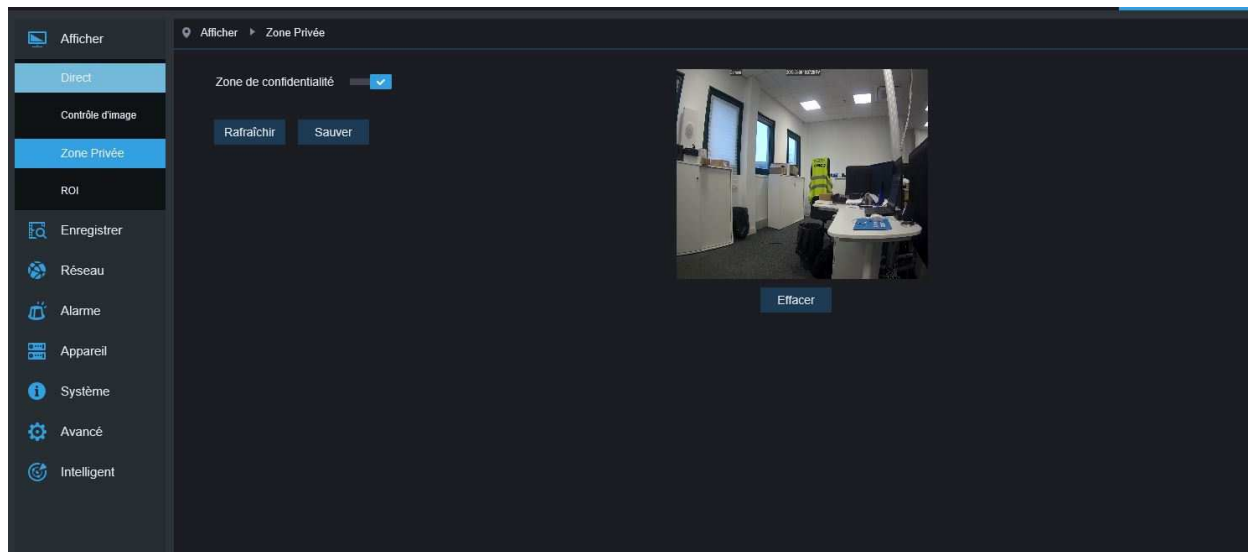 Afficher
Direct
Contrôle d'image
Zone Privée
ROI
Enregistrer
Réseau
Alarme
Appareil
Système
Avancé
Intelligent
Afficher Zone Privée
Zone de confidentialité
Rafraîchir Sauver
Effacer